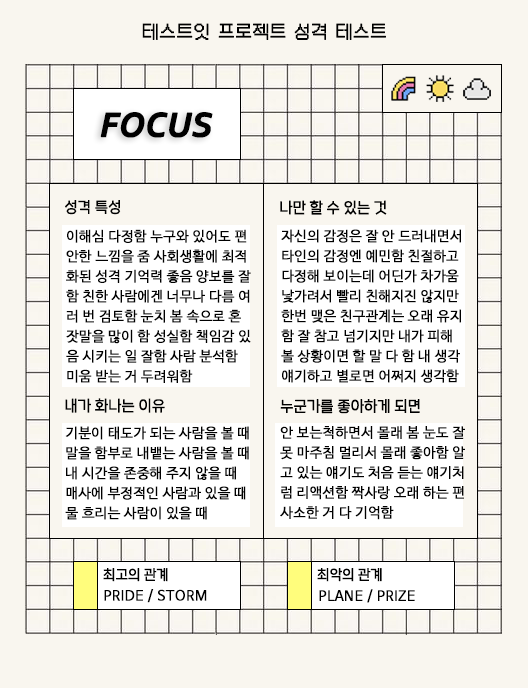 테스트잇 프로젝트 성격 테스트
FOCUS
성격 특성
이해심 다정함 누구와 있어도 편
안한 느낌을 줌 사회생활에 최적
화된 성격 기억력 좋음 양보를 잘
함 친한 사람에겐 너무나 다름 여
러 번 검토함 눈치 봄 속으로 혼
잣말을 많이 함 성실함 책임감 있
음 시키는 일 잘함 사람 분석함
미움 받는 거 두려워함
나만 할 수 있는 것
자신의 감정은 잘 안 드러내면서
타인의 감정엔 예민함 친절하고
다정해 보이는데 어딘가 차가움
낯가려서 빨리 친해지진 않지만
한번 맺은 친구관계는 오래 유지
함 잘 참고 넘기지만 내가 피해
볼 상황이면 할 말 다 함 내 생각
얘기하고 별로면 어쩌지 생각함
내가 화나는 이유
기분이 태도가 되는 사람을 볼 때
말을 함부로 내뱉는 사람을 볼 때
내 시간을 존중해 주지 않을 때
매사에 부정적인 사람과 있을 때
물 흐리는 사람이 있을 때
누군가를 좋아하게 되면
안 보는척하면서 몰래 봄 눈도 잘
못 마주침 멀리서 몰래 좋아함 알
고 있는 얘기도 처음 듣는 얘기처
럼 리액션함 짝사랑 오래 하는 편
사소한 거 다 기억함
최고의 관계
PRIDE / STORM
최악의 관계
PLANE / PRIZE